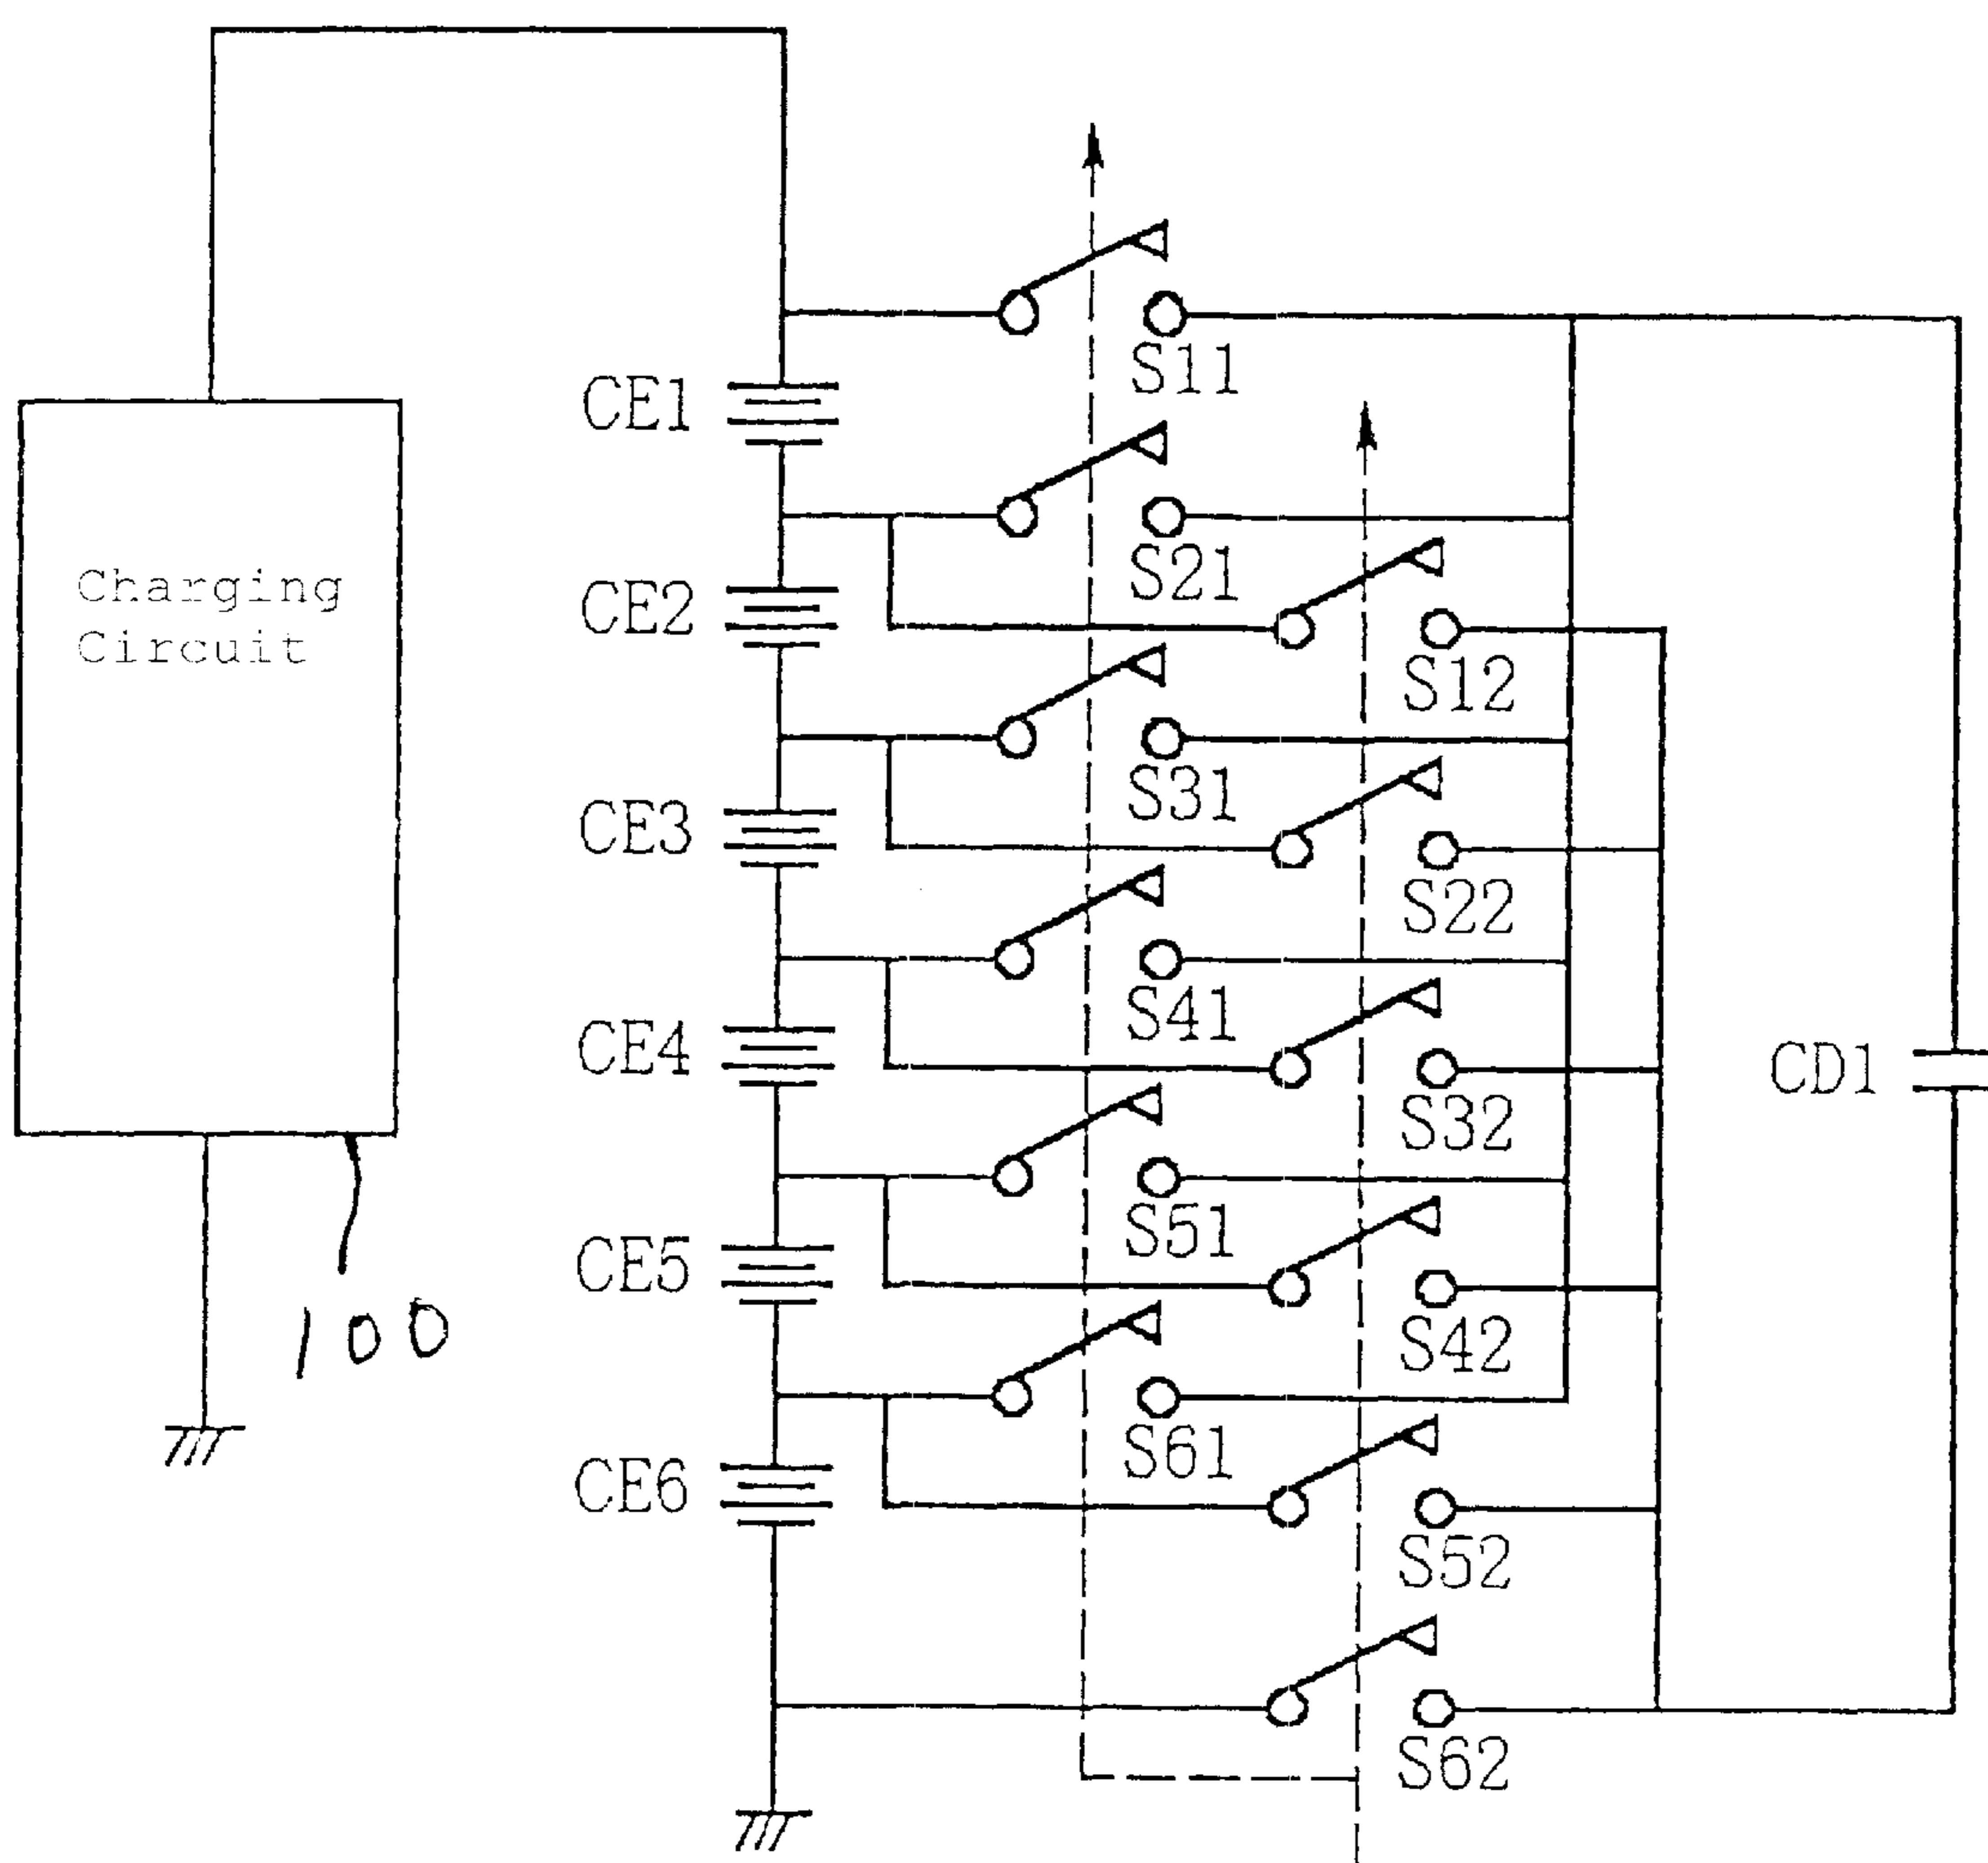 S11
CE1
Charging
Circuit
S21
CE2
S12
S31
CE3
S22
S41
CE4
CD1
S32
S51
CE5
100
S42
S61
CE6
S52
S62